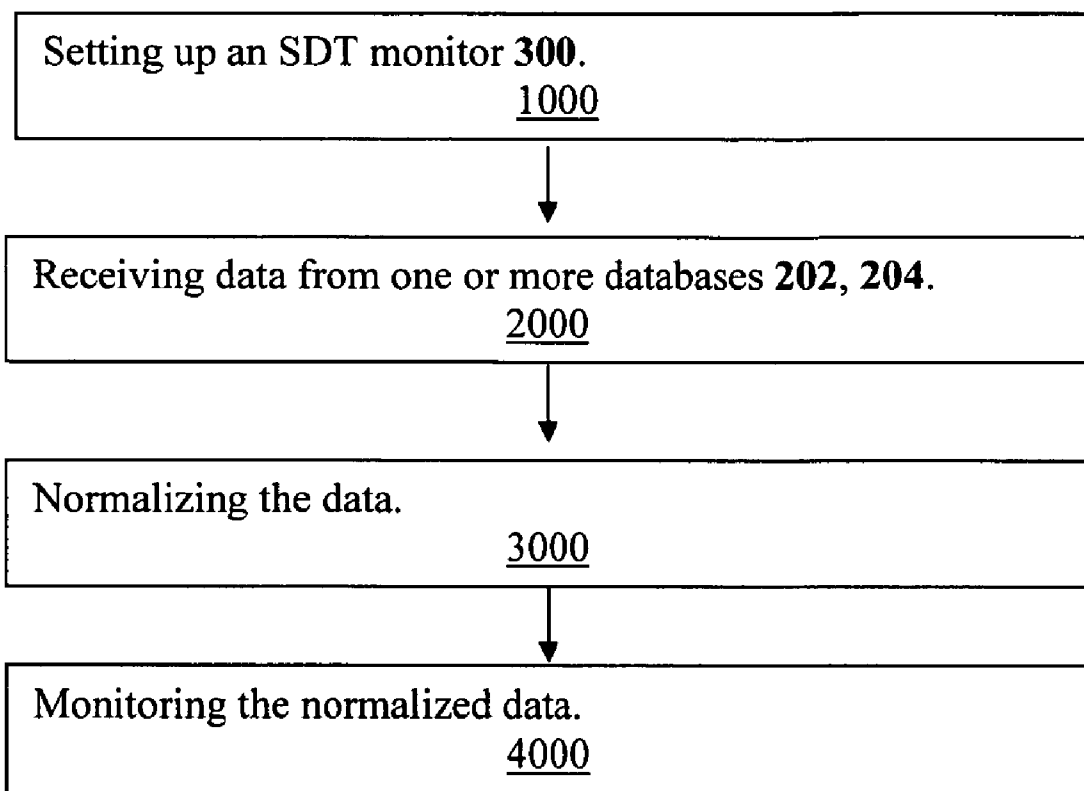 Setting up an SDT monitor 300.
1000
Receiving data from one or more databases 202, 204.
2000
Normalizing the data.
3000
Monitoring the normalized data.
4000